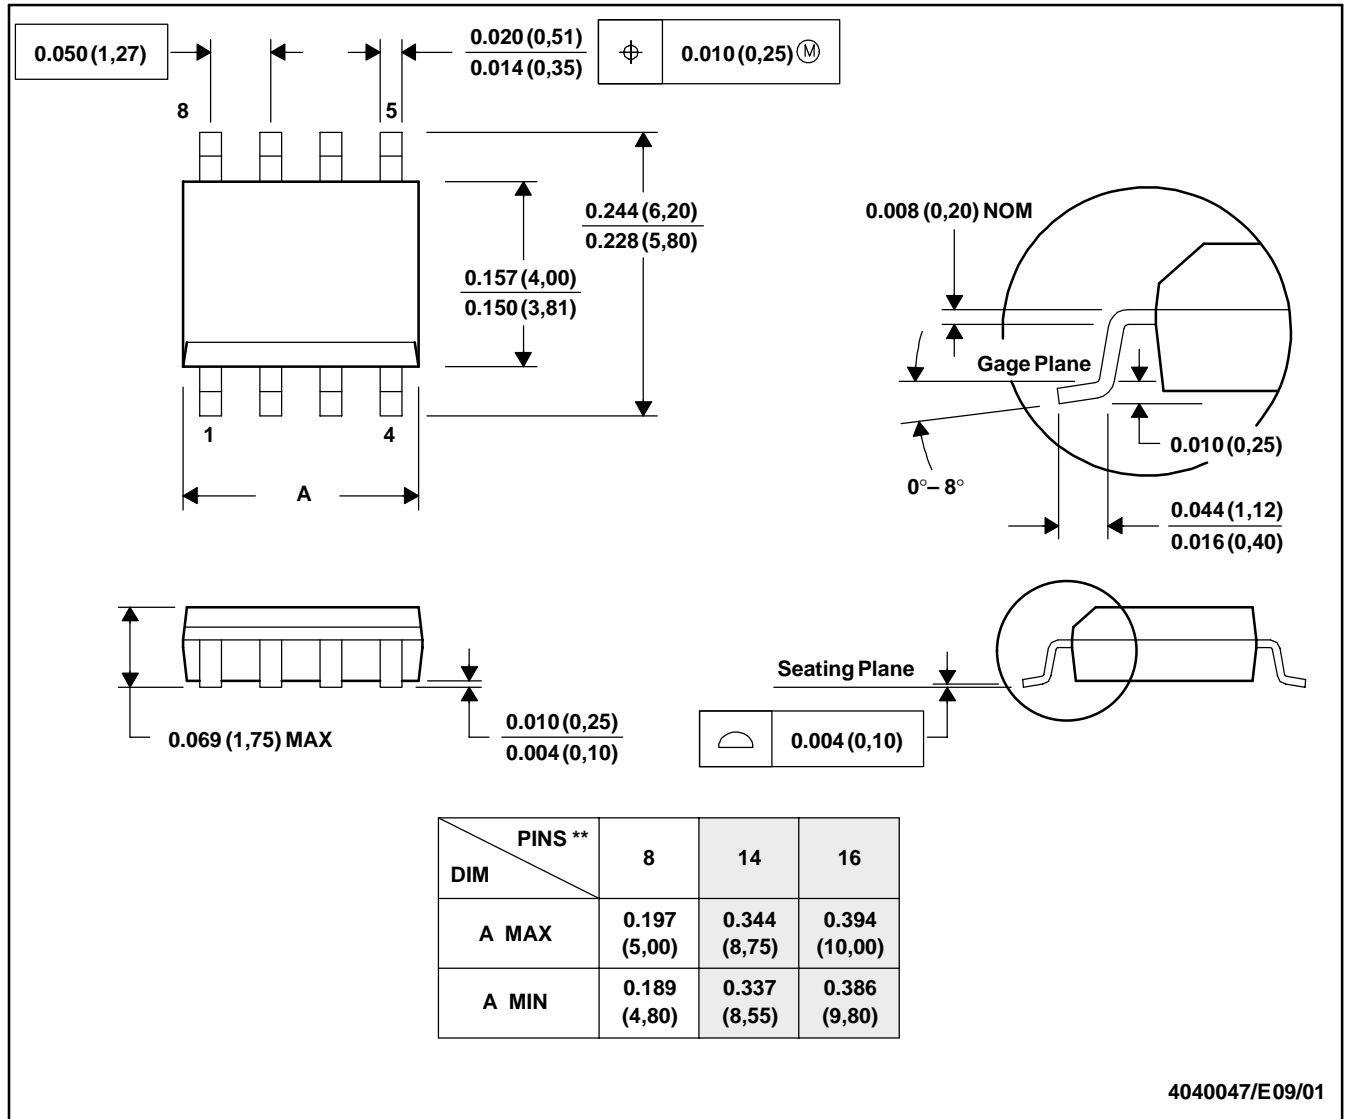 0.050 (1,27)
0.020 (0,51)
0.014 (0,35)
0.010 (0,25) Ⓜ
8
5
0.244 (6,20)
0.228 (5,80)
0.157 (4,00)
0.150 (3,81)
1
4
A
0.008 (0,20) NOM
Gage Plane
0.010 (0,25)
0°– 8°
0.044 (1,12)
0.016 (0,40)
0.069 (1,75) MAX
0.010 (0,25)
0.004 (0,10)
Seating Plane
0.004 (0,10)
PINS **
DIM
8 14 16
A MAX 0.197 (5,00) 0.344 (8,75) 0.394 (10,00)
A MIN 0.189 (4,80) 0.337 (8,55) 0.386 (9,80)
4040047/E 09/01